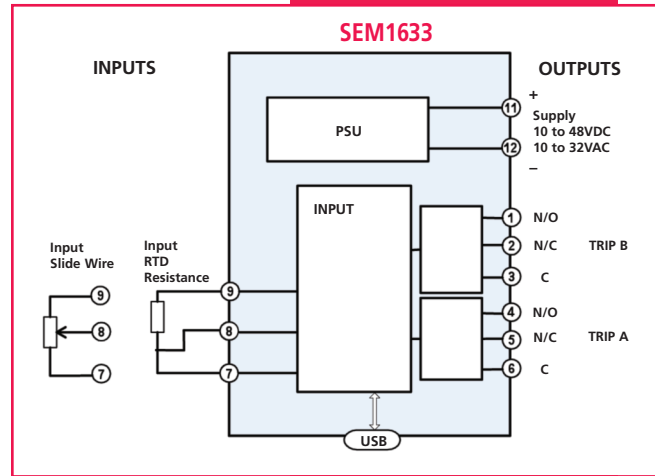 SEM1633
INPUTS
OUTPUTS
11
+
Supply
10 to 48VDC
10 to 32VAC
12
–
PSU
INPUT
1 N/O
2 N/C TRIP B
3 C
4 N/O
5 N/C TRIP A
6 C
Input
Slide Wire
9
8
7
Input
RTD
Resistance
9
8
7
USB